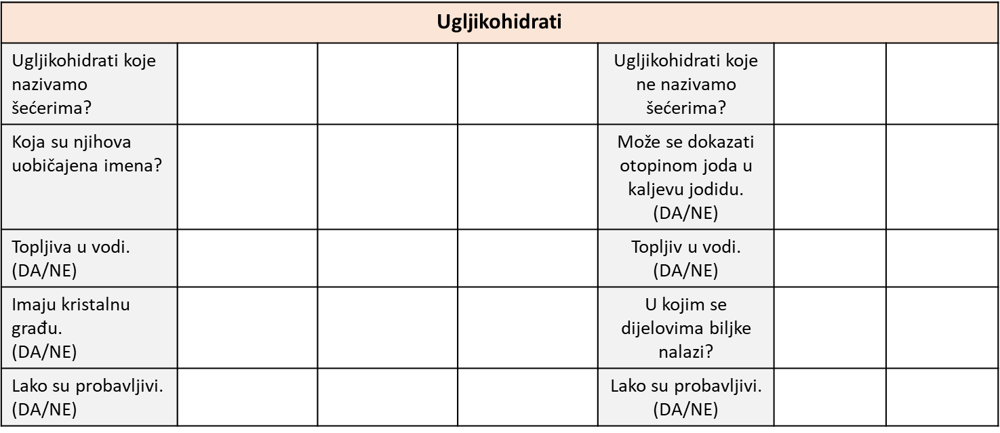 Ugljikohidrati
Ugljikohidrati koje
nazivamo
šećerima?
Ugljikohidrati koje
ne nazivamo
šećerima?
Koja su njihova
uobičajena imena?
Može se dokazati
otopinom joda u
kaljevu jodidu.
(DA/NE)
Topljiva u vodi.
(DA/NE)
Topljiv u vodi.
(DA/NE)
Imaju kristalnu
građu.
(DA/NE)
U kojim se
dijelovima biljke
nalazi?
Lako su probavljivi.
(DA/NE)
Lako su probavljivi.
(DA/NE)